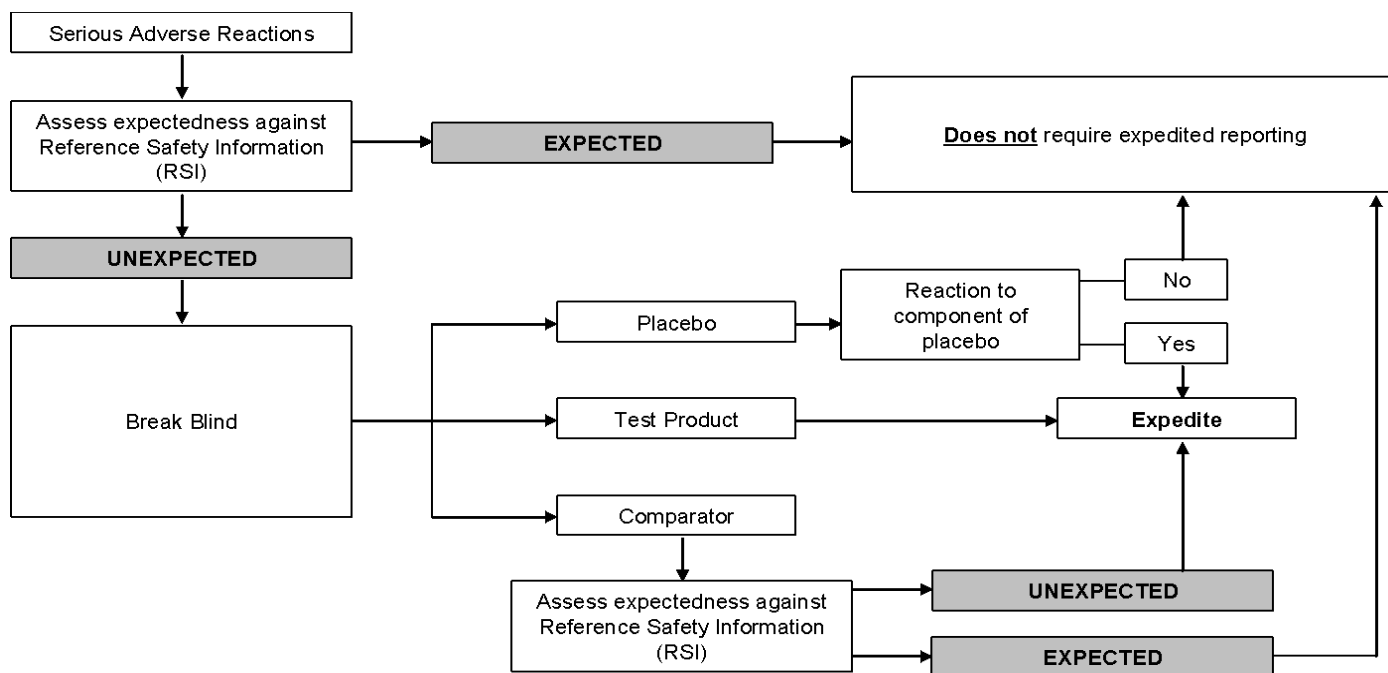 Serious Adverse Reactions
Assess expectedness against
Reference Safety Information
(RSI)
EXPECTED
Does not require expedited reporting
UNEXPECTED
Break Blind
Placebo
Reaction to
component of
placebo
No
Yes
Test Product
Expedite
Comparator
Assess expectedness against
Reference Safety Information
(RSI)
UNEXPECTED
EXPECTED